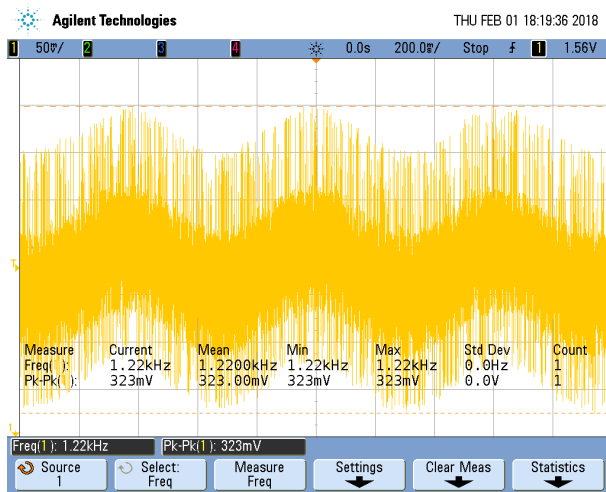 Agilent Technologies THU FEB 01 18:19:36 2018
1 50m/ 2 3 4 0.0s 200.0m/ Stop 1 1.56V
T
Measure Current Mean Min Max Std Dev Count
Freq(1): 1.22kHz 1.2200kHz 1.22kHz 1.22kHz 0.0Hz 1
Pk-Pk(1): 323mV 323.00mV 323mV 323mV 0.0V 1
1
Freq(1): 1.22kHz Pk-Pk(1): 323mV
Source Select: Measure Settings Clear Meas Statistics
1 Freq Freq